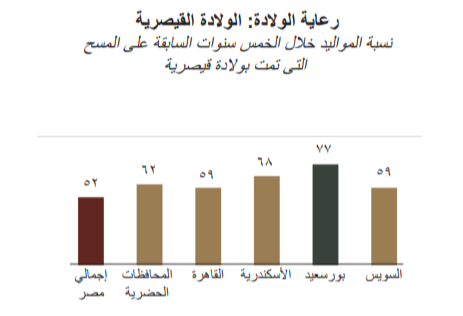 رعاية الولادة: الولادة القيصرية
نسبة المواليد خلال الخمس سنوات السابقة على المسح
التى تمت بولادة قيصرية
٧٧
٦٨
٦٢
٥٩
٥٩
٥٢
السويس
بورسعيد
الأسكندرية
القاهرة
المحافظات
الحضرية
إجمالي
مصر